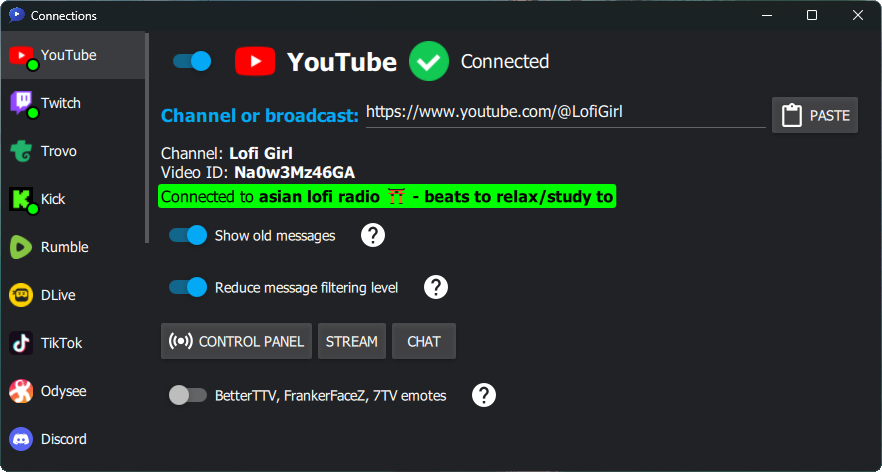 Connections
YouTube
Twitch
Trovo
Kick
Rumble
DLive
TikTok
Odysee
Discord
YouTube Connected
Channel or broadcast: https://www.youtube.com/@LofiGirl PASTE
Channel: Lofi Girl
Video ID: Na0w3Mz46GA
Connected to asian lofi radio ⛩️ - beats to relax/study to
Show old messages ?
Reduce message filtering level ?
CONTROL PANEL STREAM CHAT
BetterTTV, FrankerFaceZ, 7TV emotes ?